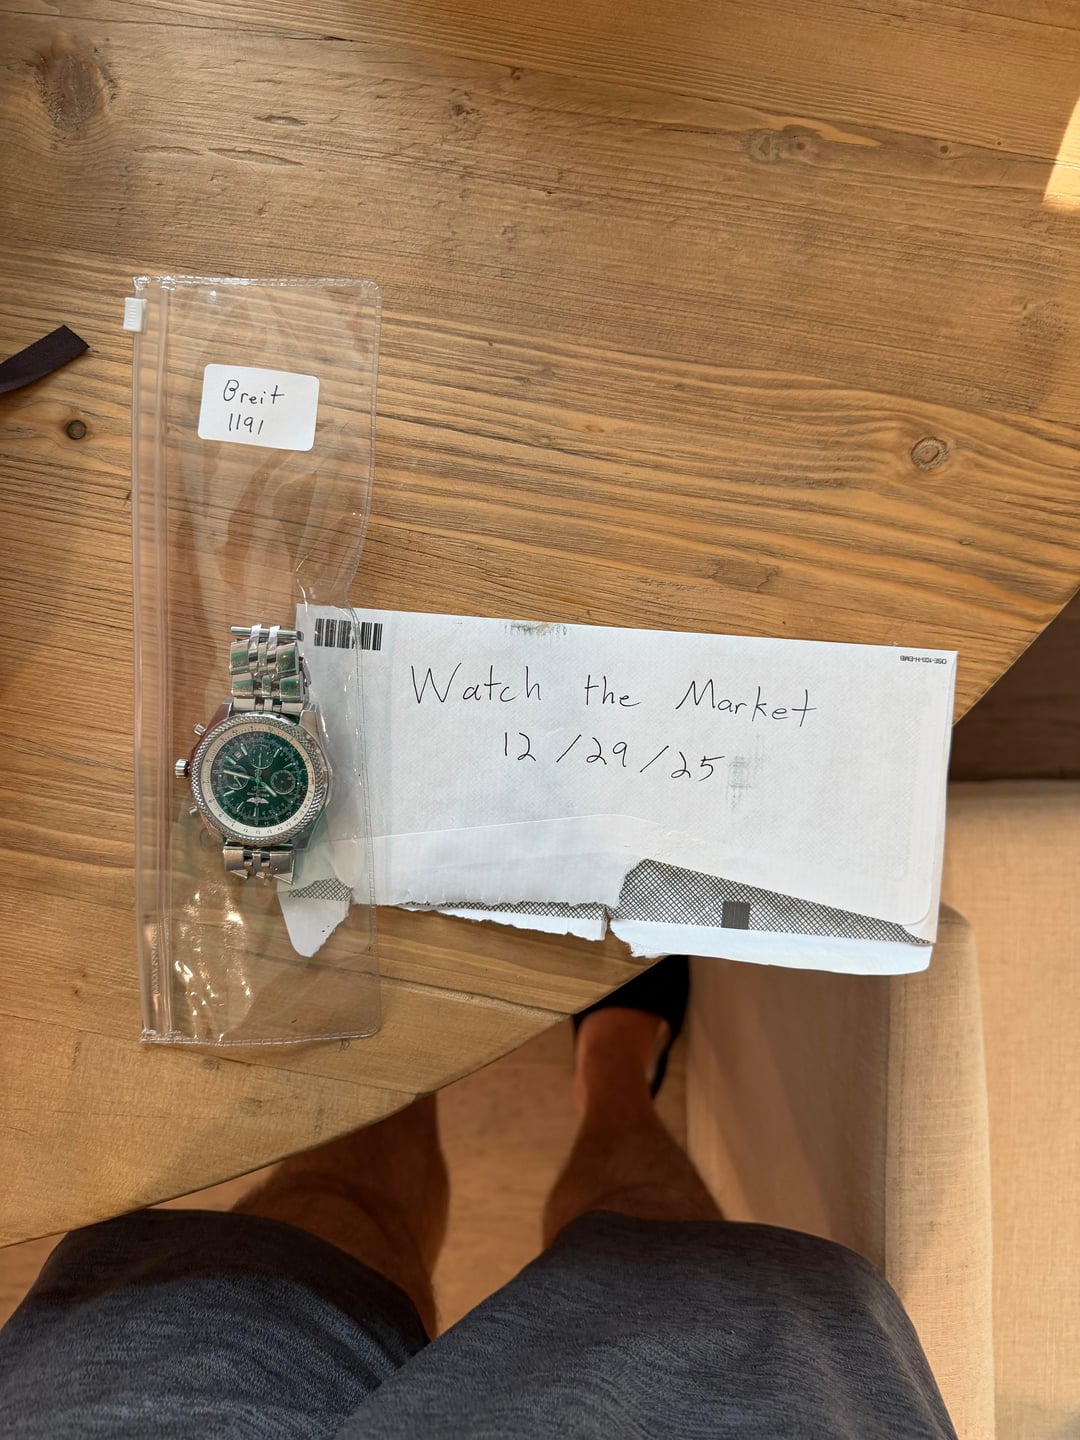 Breit
1191
Watch the Market
12/29/25